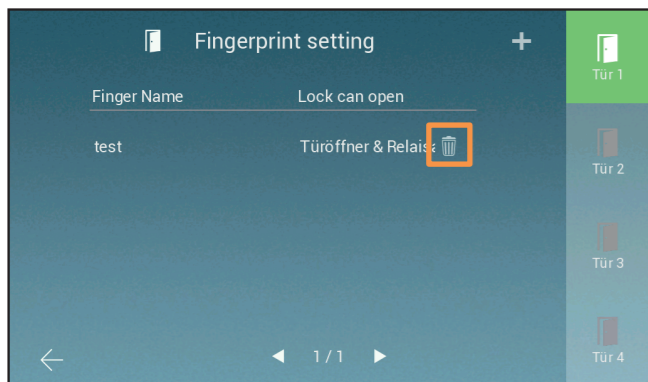 Fingerprint setting
+
Tür 1
Finger Name Lock can open
test Türöffner & Relais
Tür 2
Tür 3
1 / 1
Tür 4